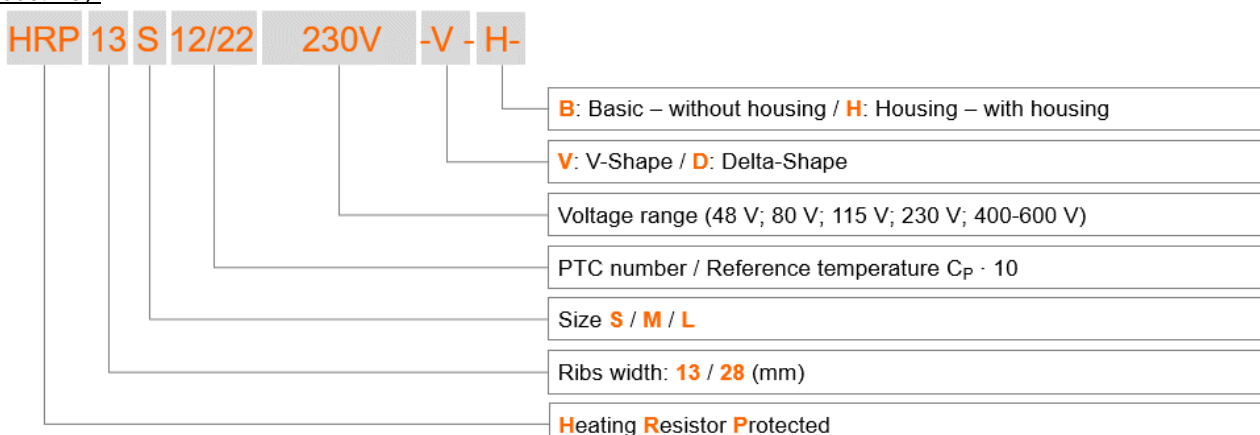 HRP 13 S 12/22 230V -V - H-
B: Basic – without housing / H: Housing – with housing
V: V-Shape / D: Delta-Shape
Voltage range (48 V; 80 V; 115 V; 230 V; 400-600 V)
PTC number / Reference temperature CP · 10
Size S / M / L
Ribs width: 13 / 28 (mm)
Heating Resistor Protected